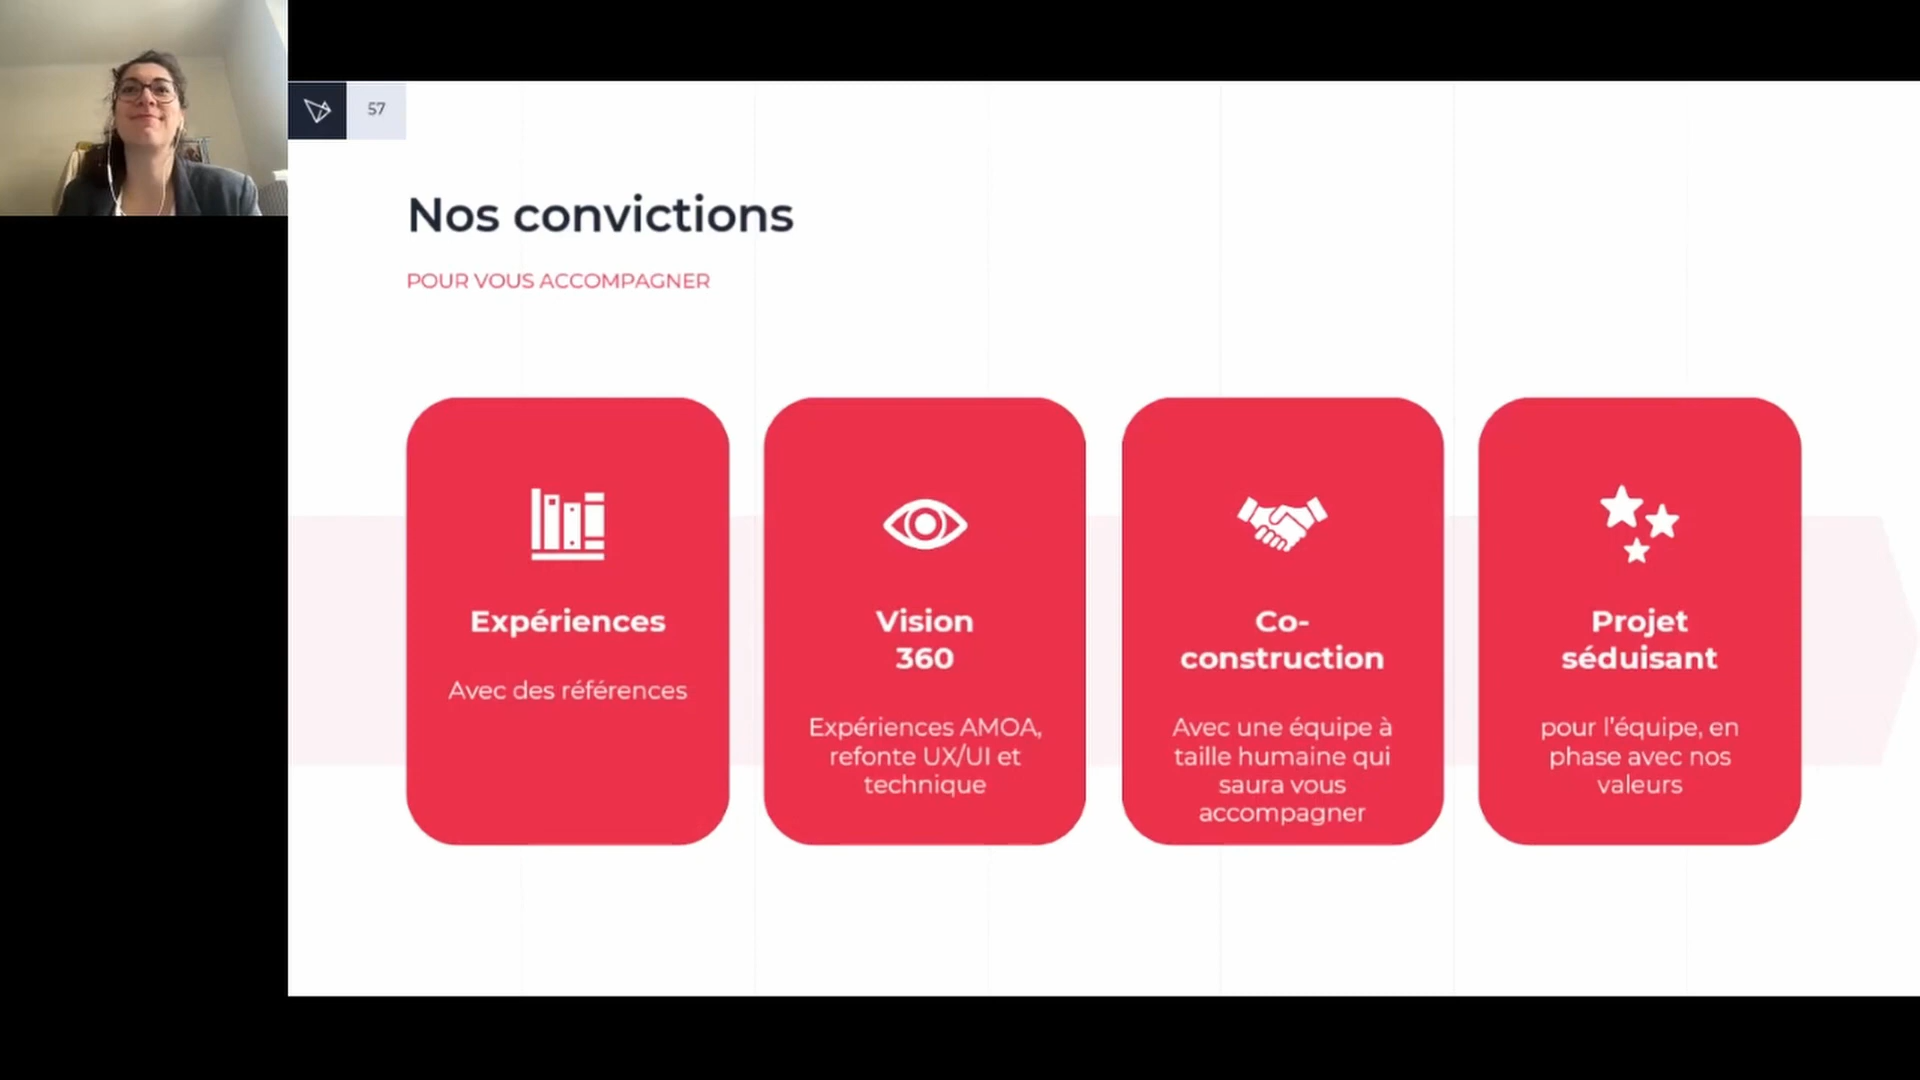 57
Nos convictions
POUR VOUS ACCOMPAGNER
Expériences
Avec des références
Vision
360
Expériences AMOA,
refonte UX/UI et
technique
Co-
construction
Avec une équipe à
taille humaine qui
saura vous
accompagner
Projet
séduisant
pour l'équipe, en
phase avec nos
valeurs